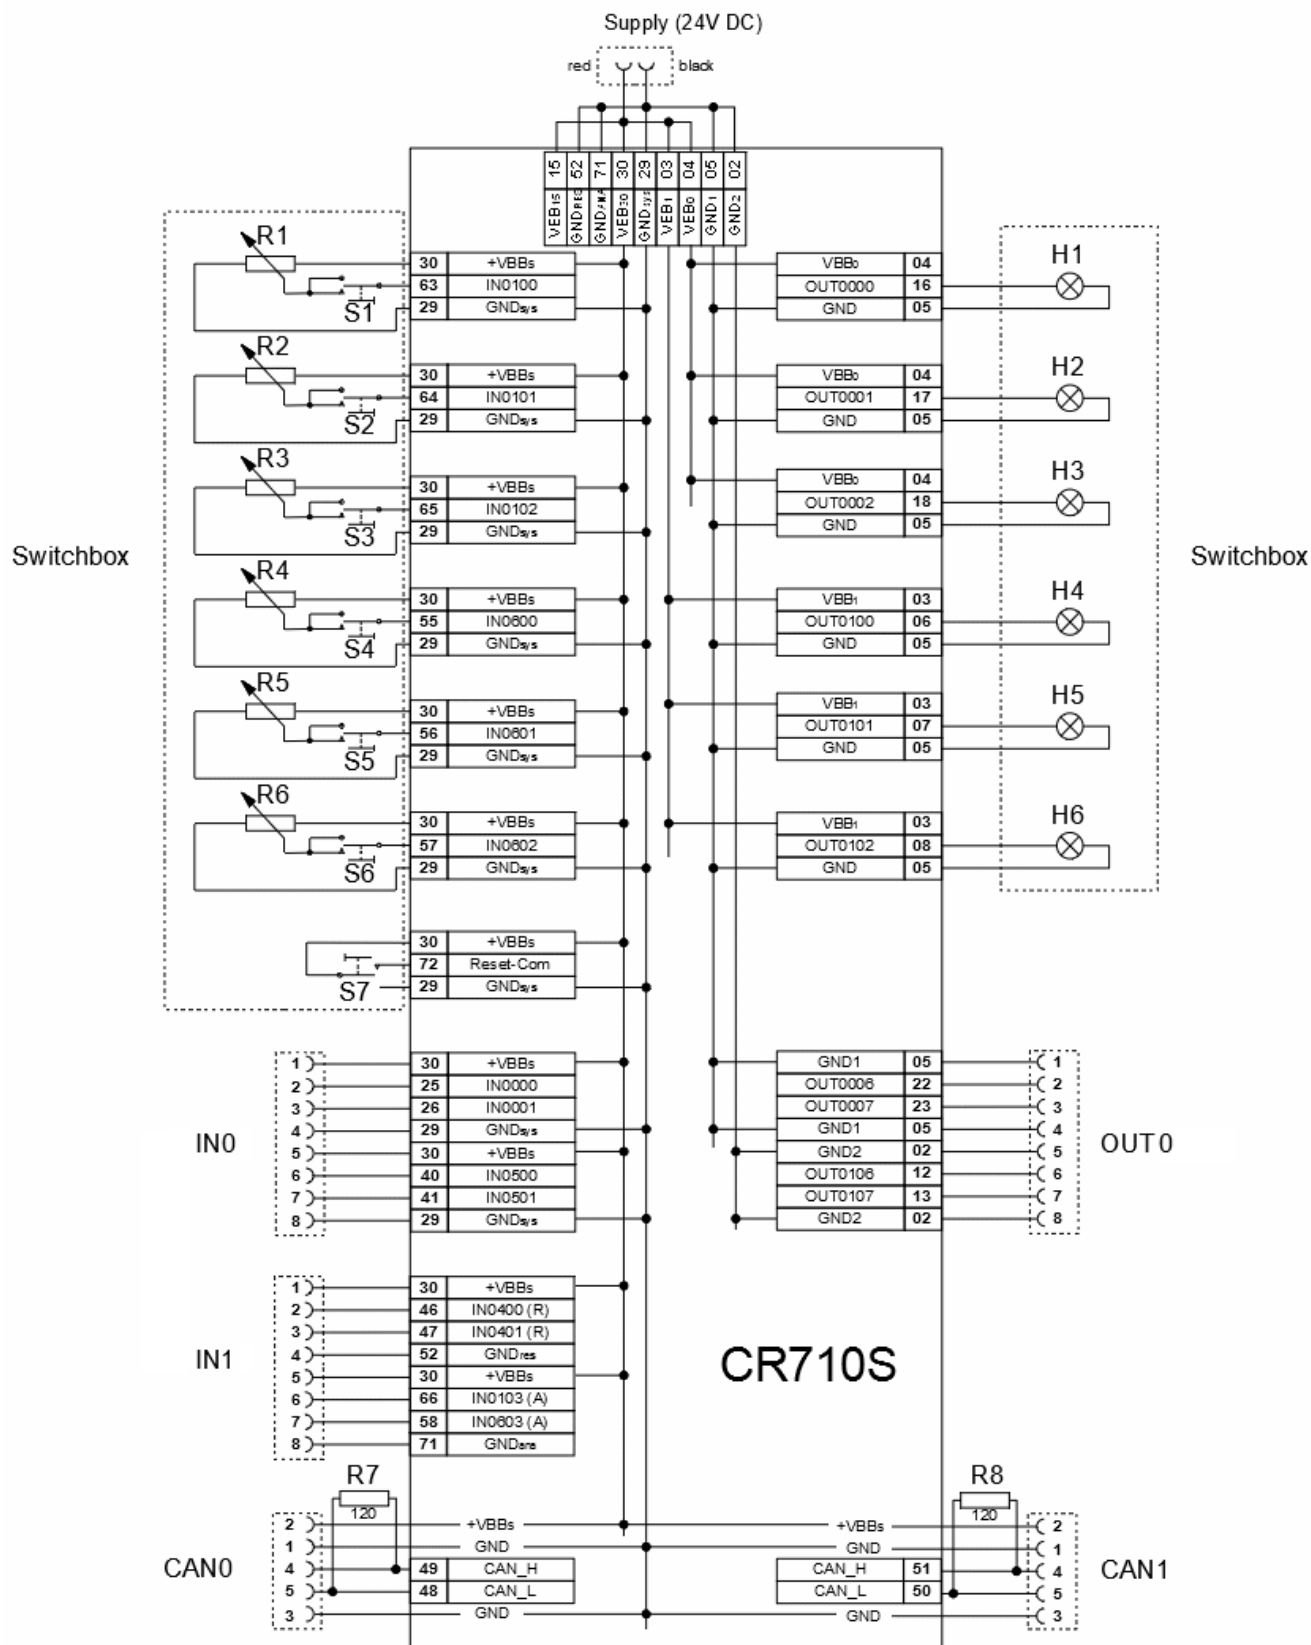 Supply (24V DC)
red black
15 52 71 30 29 03 04 05 02
VBB15 GNDRES GNDANA VBB30 GNDsys VBB1 VBB0 GND1 GND2
R1
30 +VBBs
63 IN0100
29 GNDsys
S1
VBB0 04
OUT0000 16
GND 05
H1
R2
30 +VBBs
64 IN0101
29 GNDsys
S2
VBB0 04
OUT0001 17
GND 05
H2
R3
30 +VBBs
65 IN0102
29 GNDsys
S3
VBB0 04
OUT0002 18
GND 05
H3
Switchbox
Switchbox
R4
30 +VBBs
55 IN0600
29 GNDsys
S4
VBB1 03
OUT0100 06
GND 05
H4
R5
30 +VBBs
56 IN0601
29 GNDsys
S5
VBB1 03
OUT0101 07
GND 05
H5
R6
30 +VBBs
57 IN0602
29 GNDsys
S6
VBB1 03
OUT0102 08
GND 05
H6
30 +VBBs
72 Reset-Com
29 GNDsys
S7
IN0
1 30 +VBBs
2 25 IN0000
3 26 IN0001
4 29 GNDsys
5 30 +VBBs
6 40 IN0500
7 41 IN0501
8 29 GNDsys
GND1 05 1
OUT0006 22 2
OUT0007 23 3
GND1 05 4
GND2 02 5
OUT0106 12 6
OUT0107 13 7
GND2 02 8
OUT0
IN1
1 30 +VBBs
2 46 IN0400 (R)
3 47 IN0401 (R)
4 52 GNDres
5 30 +VBBs
6 66 IN0103 (A)
7 58 IN0603 (A)
8 71 GNDana
CR710S
R7
120
R8
120
CAN0
2 +VBBs
1 GND
4 49 CAN_H
5 48 CAN_L
3 GND
+VBBs 2
GND 1
CAN_H 51 4
CAN_L 50 5
GND 3
CAN1